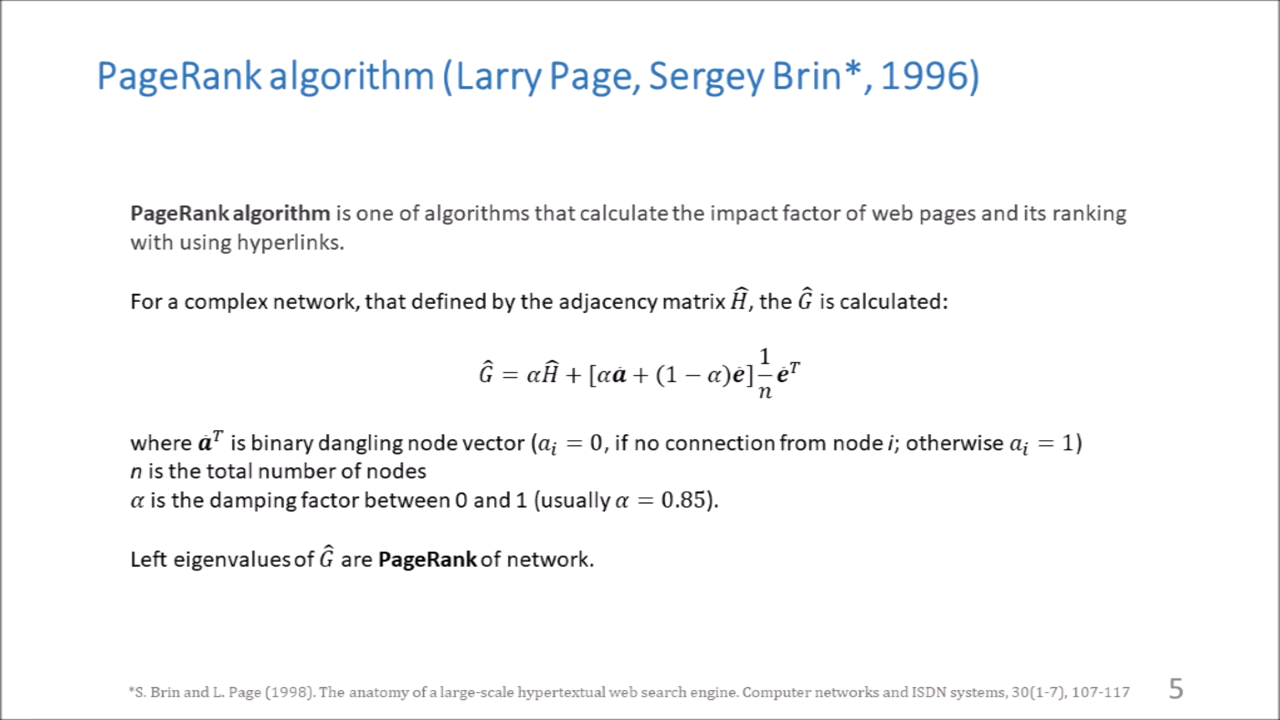 PageRank algorithm (Larry Page, Sergey Brin*, 1996)
PageRank algorithm is one of algorithms that calculate the impact factor of web pages and its ranking
with using hyperlinks.
For a complex network, that defined by the adjacency matrix Ĥ, the Ĝ is calculated:
Ĝ = αĤ + [αa + (1 − α)e] 1/n eᵀ
where aᵀ is binary dangling node vector (aᵢ = 0, if no connection from node i; otherwise aᵢ = 1)
n is the total number of nodes
α is the damping factor between 0 and 1 (usually α = 0.85).
Left eigenvalues of Ĝ are PageRank of network.
*S. Brin and L. Page (1998). The anatomy of a large-scale hypertextual web search engine. Computer networks and ISDN systems, 30(1-7), 107-117
5